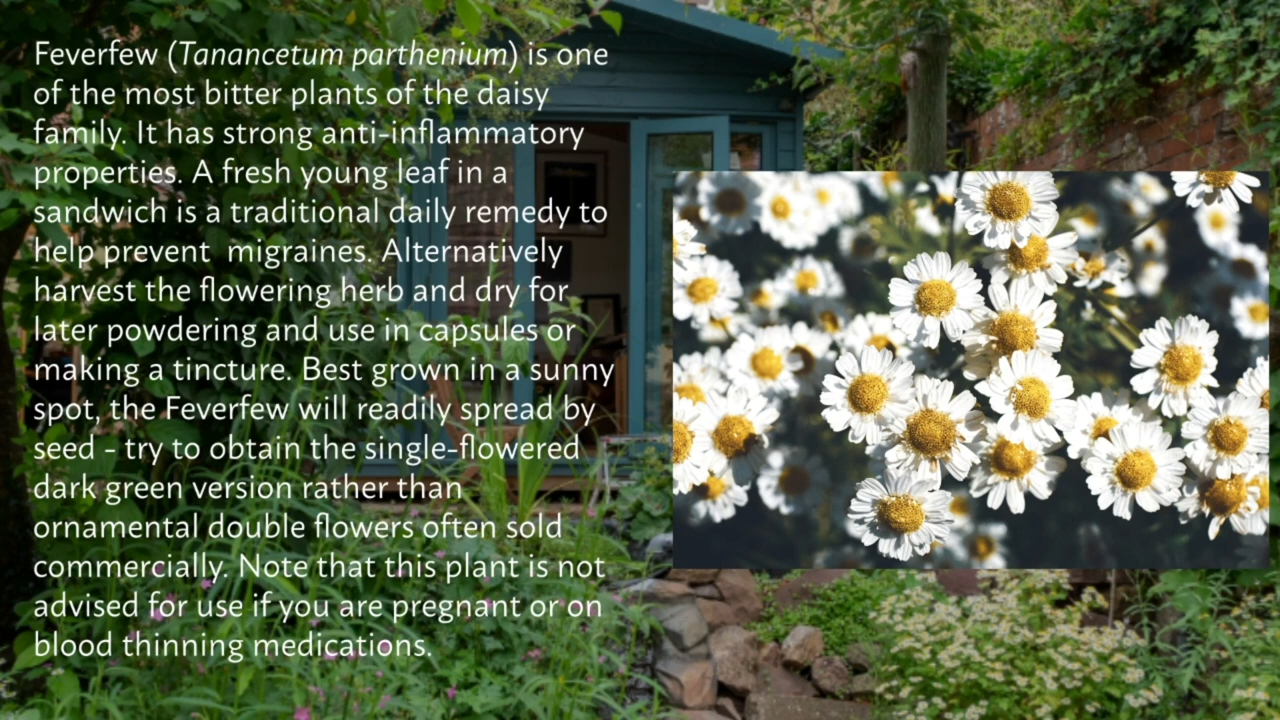 Feverfew (Tanancetum parthenium) is one
of the most bitter plants of the daisy
family. It has strong anti-inflammatory
properties. A fresh young leaf in a
sandwich is a traditional daily remedy to
help prevent  migraines. Alternatively
harvest the flowering herb and dry for
later powdering and use in capsules or
making a tincture. Best grown in a sunny
spot, the Feverfew will readily spread by
seed - try to obtain the single-flowered
dark green version rather than
ornamental double flowers often sold
commercially. Note that this plant is not
advised for use if you are pregnant or on
blood thinning medications.